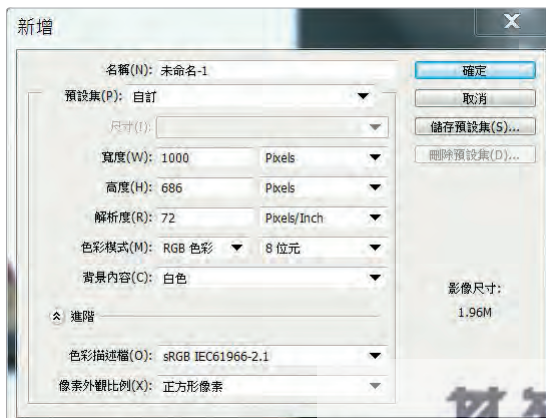 新增
名稱(N): 未命名-1
確定
預設集(P): 自訂
取消
尺寸(I):
儲存預設集(S)...
寬度(W): 1000 Pixels
刪除預設集(D)...
高度(H): 686 Pixels
解析度(R): 72 Pixels/Inch
色彩模式(M): RGB 色彩 8 位元
背景內容(C): 白色
影像尺寸:
1.96M
進階
色彩描述檔(O): sRGB IEC61966-2.1
像素外觀比例(X): 正方形像素